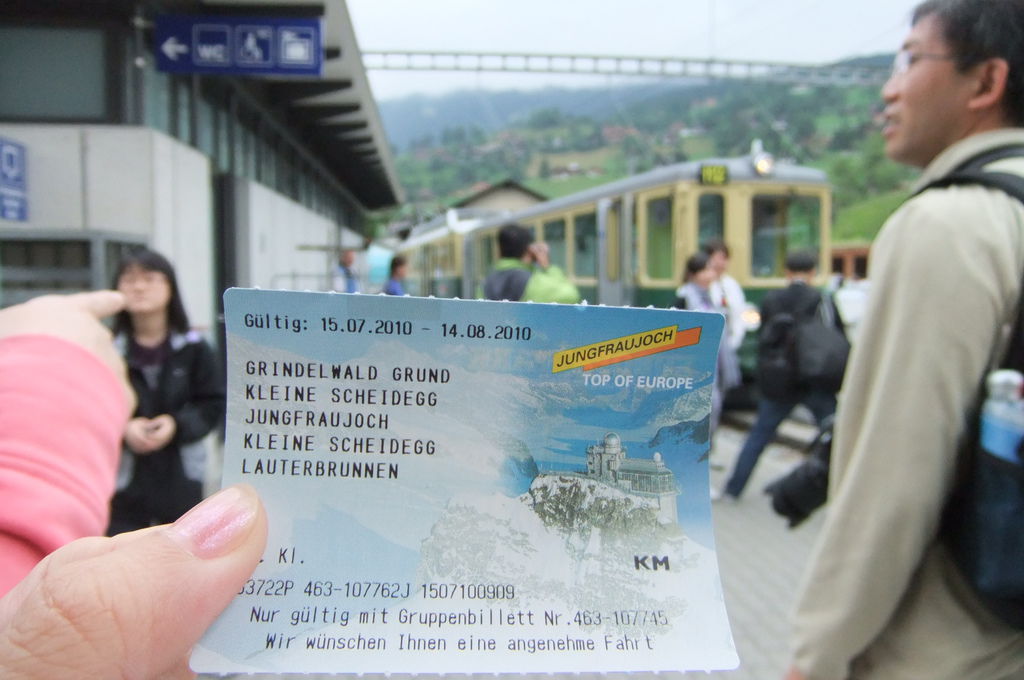 WC
Gültig: 15.07.2010 - 14.08.2010
JUNGFRAUJOCH
TOP OF EUROPE
GRINDELWALD GRUND
KLEINE SCHEIDEGG
JUNGFRAUJOCH
KLEINE SCHEIDEGG
LAUTERBRUNNEN
. Kl.
KM
3722P 463-107762J 1507100909
Nur gültig mit Gruppenbillett Nr.463-107745
Wir wünschen Ihnen eine angenehme Fahrt